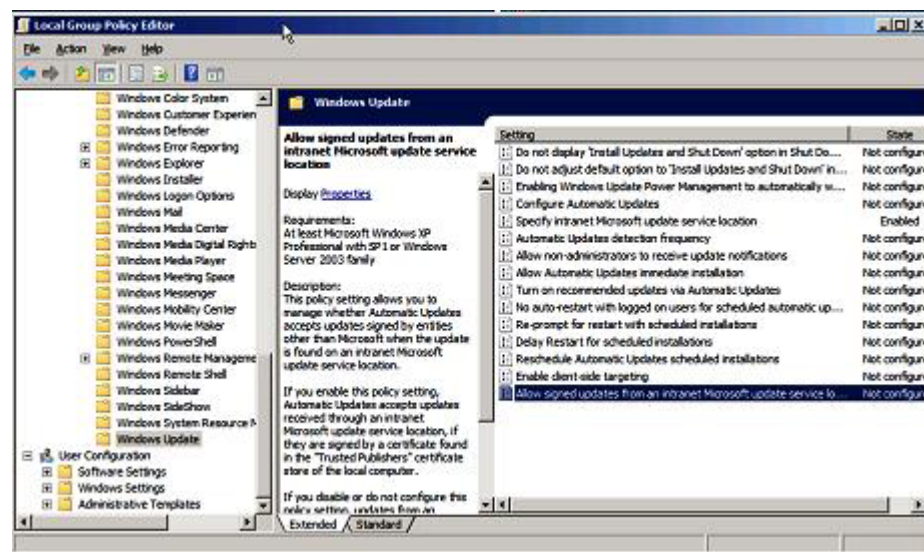 Local Group Policy Editor
File Action View Help
Windows Color System
Windows Customer Experien
Windows Defender
Windows Error Reporting
Windows Explorer
Windows Installer
Windows Logon Options
Windows Mail
Windows Media Center
Windows Media Digital Rights
Windows Media Player
Windows Meeting Space
Windows Messenger
Windows Mobility Center
Windows Movie Maker
Windows PowerShell
Windows Remote Manageme
Windows Remote Shell
Windows Sidebar
Windows SideShow
Windows System Resource M
Windows Update
User Configuration
Software Settings
Windows Settings
Administrative Templates
Windows Update
Allow signed updates from an
intranet Microsoft update service
location
Display Properties
Requirements:
At least Microsoft Windows XP
Professional with SP1 or Windows
Server 2003 family
Description:
This policy setting allows you to
manage whether Automatic Updates
accepts updates signed by entities
other than Microsoft when the update
is found on an intranet Microsoft
update service location.
If you enable this policy setting,
Automatic Updates accepts updates
received through an intranet
Microsoft update service location, if
they are signed by a certificate found
in the "Trusted Publishers" certificate
store of the local computer.
If you disable or do not configure this
policy setting, updates from an
Setting State
Do not display 'Install Updates and Shut Down' option in Shut Do... Not configure
Do not adjust default option to 'Install Updates and Shut Down' in... Not configure
Enabling Windows Update Power Management to automatically w... Not configure
Configure Automatic Updates Not configure
Specify intranet Microsoft update service location Enabled
Automatic Updates detection frequency Not configure
Allow non-administrators to receive update notifications Not configure
Allow Automatic Updates immediate installation Not configure
Turn on recommended updates via Automatic Updates Not configure
No auto-restart with logged on users for scheduled automatic up... Not configure
Re-prompt for restart with scheduled installations Not configure
Delay Restart for scheduled installations Not configure
Reschedule Automatic Updates scheduled installations Not configure
Enable client-side targeting Not configure
Allow signed updates from an intranet Microsoft update service lo... Not configure
Extended Standard